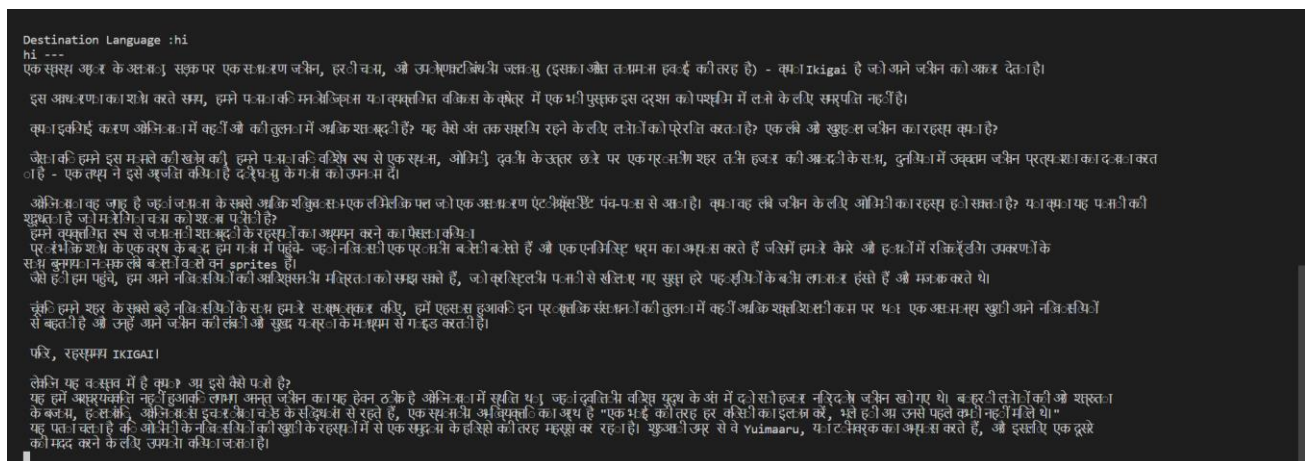 Destination Language :hi
hi ---
एक स्वस्थ आहार के अलावा, सड़क पर एक साधारण जीवन, हरी चाय, और उपोष्णकटिबंधीय जलवायु (इसका औसत तापमान हवाई की तरह है) - क्या Ikigai है जो अपने जीवन को आकार देता है।
इस अवधारणा का शोध करते समय, हमने पाया कि मनोविज्ञान या व्यक्तिगत विकास के क्षेत्र में एक भी पुस्तक इस दर्शन को पश्चिम में लाने के लिए समर्पित नहीं है।
क्या इकिगाई कारण ओकिनावा में कहीं और की तुलना में अधिक शताब्दी हैं? यह कैसे अंत तक सक्रिय रहने के लिए लोगों को प्रेरित करता है? एक लंबे और खुशहाल जीवन का रहस्य क्या है?
जैसा कि हमने इस मामले की खोज की, हमने पाया कि विशेष रूप से एक स्थान, ओगिमी, द्वीप के उत्तर छोर पर एक ग्रामीण शहर तीन हजार की आबादी के साथ, दुनिया में उच्चतम जीवन प्रत्याशा का दावा करत
ा है - एक तथ्य ने इसे अर्जित किया है दीर्घायु के गांव को उपनाम दें।
ओकिनावा वह जगह है जहां जापान के सबसे अधिक शिकुवासा-एक लाइमेलिक फल जो एक असाधारण एंटीऑक्सिडेंट पंच-पास से आता है। क्या वह लंबे जीवन के लिए ओगिमी का रहस्य हो सकता है? या क्या यह पानी की
शुद्धता है जो मोरिंगा चाय को शराब पीती है?
हमने व्यक्तिगत रूप से जापानी शताब्दी के रहस्यों का अध्ययन करने का फैसला किया।
प्रारंभिक शोध के एक वर्ष के बाद हम गांव में पहुंचे- जहां निवासी एक प्राचीन बोली बोलते हैं और एक एनिमिस्ट धर्म का अभ्यास करते हैं जिसमें हमारे कैमरे और हाथों में रिकॉर्डिंग उपकरणों के
साथ बुनगाया नामक लंबे बालों वाले वन sprites हैं।
जैसे ही हम पहुंचे, हम अपने निवासियों की अविश्वसनीय मित्रता को समझ सकते हैं, जो क्रिस्टलीय पानी से खिलाए गए सुस्त हरे पहाड़ियों के बीच लगातार हंसते हैं और मजाक करते थे।
चूंकि हमने शहर के सबसे बड़े निवासियों के साथ हमारे साक्षात्कार किए, हमें एहसास हुआ कि इन प्राकृतिक संसाधनों की तुलना में कहीं अधिक शक्तिशाली काम पर था: एक असामान्य खुशी अपने निवासियों
से बहती है और उन्हें अपने जीवन की लंबी और सुखद यात्रा के माध्यम से गाइड करती है।
फिर, रहस्यमय IKIGAI।
लेकिन यह वास्तव में है क्या? आप इसे कैसे पाते हैं?
यह हमें आश्चर्यचकित नहीं हुआ कि लगभग अनन्त जीवन का यह हेवन ठीक है ओकिनावा में स्थित था, जहां द्वितीय विश्व युद्ध के अंत में दो सौ हजार निर्दोष जीवन खो गए थे। बाहरी लोगों की ओर शत्रुता
के बजाय, हालांकि, ओकिनावांस इचारीबा चोडे के सिद्धांत से रहते हैं, एक स्थानीय अभिव्यक्ति का अर्थ है "एक भाई की तरह हर किसी का इलाज करें, भले ही आप उनसे पहले कभी नहीं मिले थे।"
यह पता चला है कि ओगिमी के निवासियों की खुशी के रहस्यों में से एक समुदाय के हिस्से की तरह महसूस कर रहा है। शुरुआती उम्र से वे Yuimaaru, या टीमवर्क का अभ्यास करते हैं, और इसलिए एक दूसरे
की मदद करने के लिए उपयोग किया जाता है।